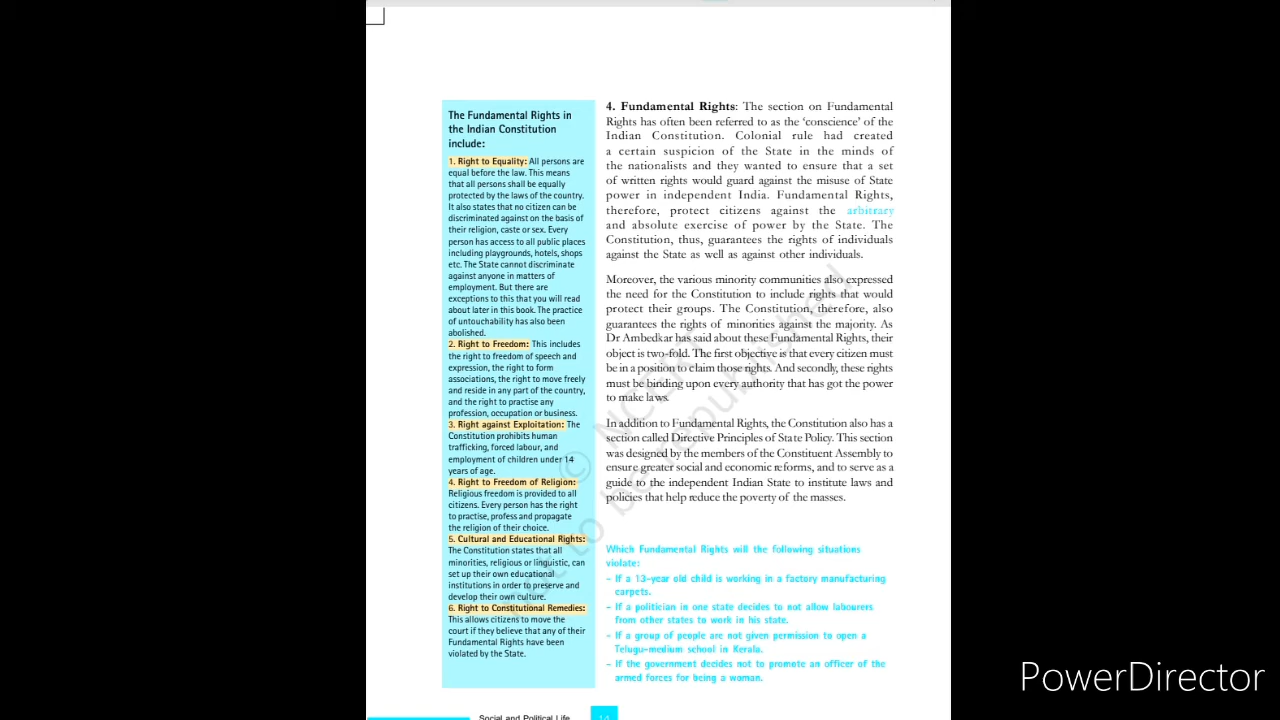 The Fundamental Rights in
the Indian Constitution
include:
1. Right to Equality: All persons are
equal before the law. This means
that all persons shall be equally
protected by the laws of the country.
It also states that no citizen can be
discriminated against on the basis of
their religion, caste or sex. Every
person has access to all public places
including playgrounds, hotels, shops
etc. The State cannot discriminate
against anyone in matters of
employment. But there are
exceptions to this that you will read
about later in this book. The practice
of untouchability has also been
abolished.
2. Right to Freedom: This includes
the right to freedom of speech and
expression, the right to form
associations, the right to move freely
and reside in any part of the country,
and the right to practise any
profession, occupation or business.
3. Right against Exploitation: The
Constitution prohibits human
trafficking, forced labour, and
employment of children under 14
years of age.
4. Right to Freedom of Religion:
Religious freedom is provided to all
citizens. Every person has the right
to practise, profess and propagate
the religion of their choice.
5. Cultural and Educational Rights:
The Constitution states that all
minorities, religious or linguistic, can
set up their own educational
institutions in order to preserve and
develop their own culture.
6. Right to Constitutional Remedies:
This allows citizens to move the
court if they believe that any of their
Fundamental Rights have been
violated by the State.
4. Fundamental Rights: The section on Fundamental
Rights has often been referred to as the ‘conscience’ of the
Indian Constitution. Colonial rule had created
a certain suspicion of the State in the minds of
the nationalists and they wanted to ensure that a set
of written rights would guard against the misuse of State
power in independent India. Fundamental Rights,
therefore, protect citizens against the arbitrary
and absolute exercise of power by the State. The
Constitution, thus, guarantees the rights of individuals
against the State as well as against other individuals.
Moreover, the various minority communities also expressed
the need for the Constitution to include rights that would
protect their groups. The Constitution, therefore, also
guarantees the rights of minorities against the majority. As
Dr Ambedkar has said about these Fundamental Rights, their
object is two-fold. The first objective is that every citizen must
be in a position to claim those rights. And secondly, these rights
must be binding upon every authority that has got the power
to make laws.
In addition to Fundamental Rights, the Constitution also has a
section called Directive Principles of State Policy. This section
was designed by the members of the Constituent Assembly to
ensure greater social and economic reforms, and to serve as a
guide to the independent Indian State to institute laws and
policies that help reduce the poverty of the masses.
Which Fundamental Rights will the following situations
violate:
– If a 13-year old child is working in a factory manufacturing
carpets.
– If a politician in one state decides to not allow labourers
from other states to work in his state.
– If a group of people are not given permission to open a
Telugu-medium school in Kerala.
– If the government decides not to promote an officer of the
armed forces for being a woman.
© NCERT
not to be republished
Social and Political Life
14
PowerDirector